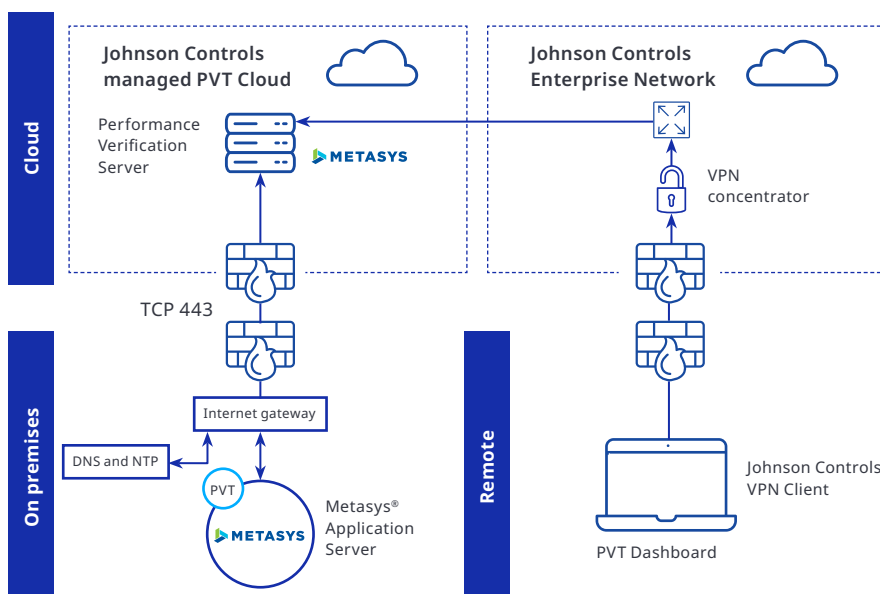 Cloud
Johnson Controls
managed PVT Cloud
Performance
Verification
Server
METASYS
Johnson Controls
Enterprise Network
VPN
concentrator
TCP 443
On premises
Internet gateway
DNS and NTP
PVT
METASYS
Metasys®
Application
Server
Remote
Johnson Controls
VPN Client
PVT Dashboard